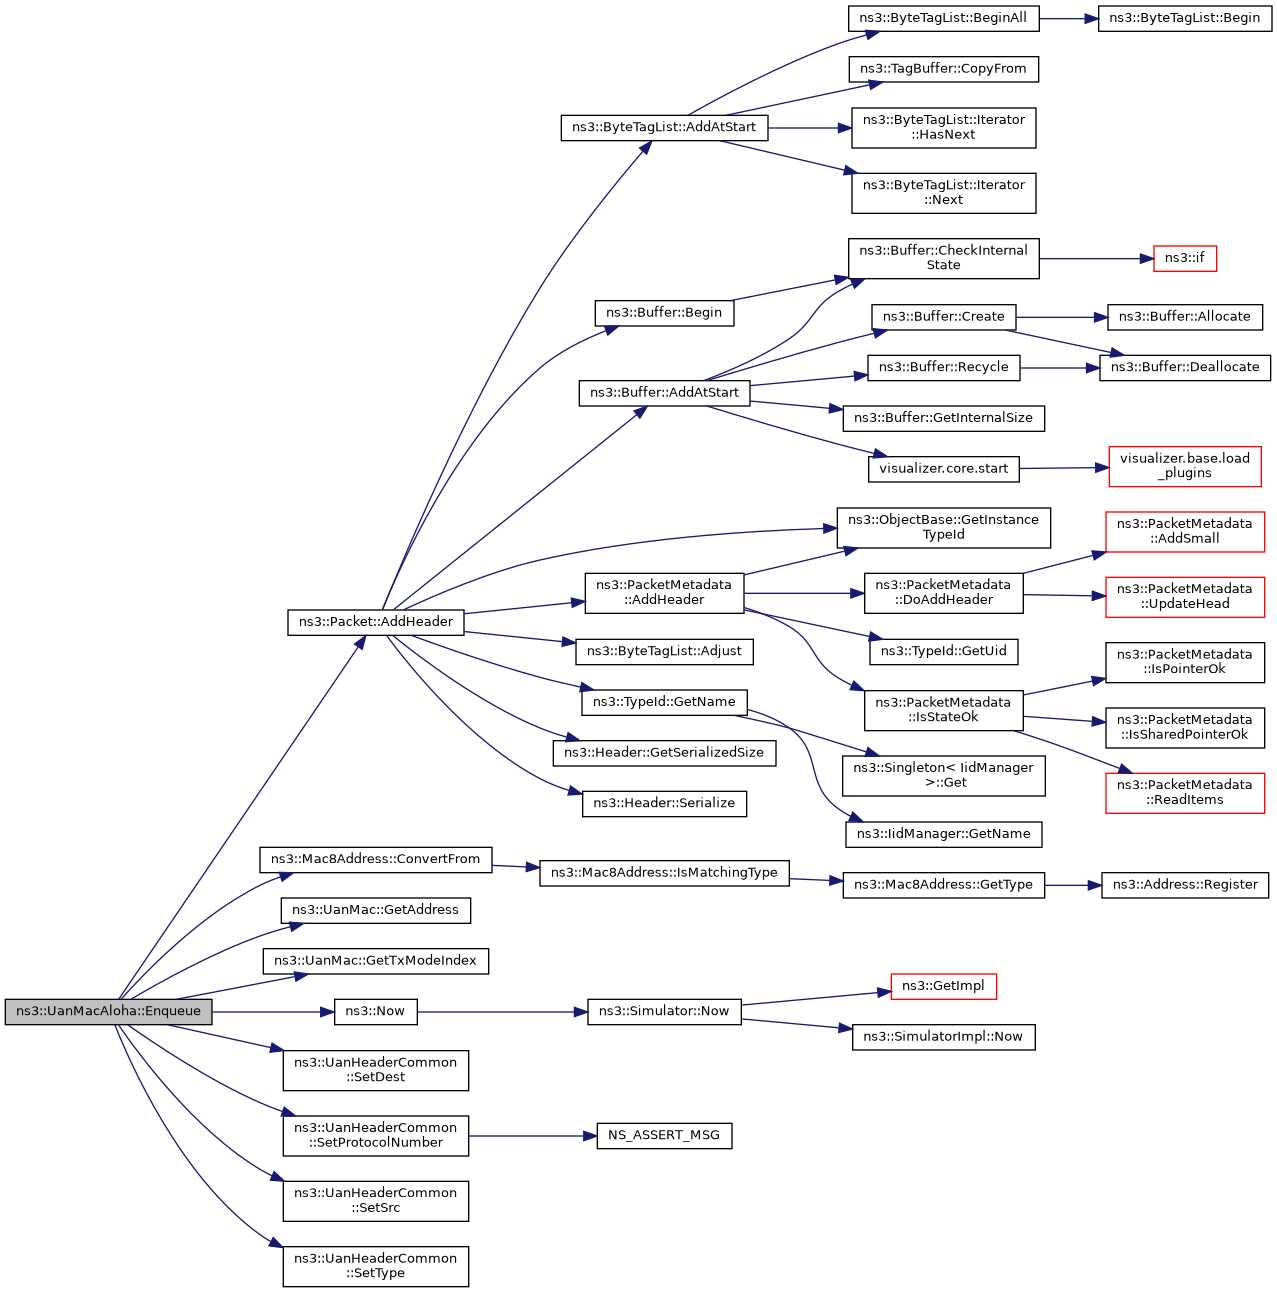 ns3::ByteTagList::BeginAll
ns3::ByteTagList::Begin
ns3::TagBuffer::CopyFrom
ns3::ByteTagList::AddAtStart
ns3::ByteTagList::Iterator
::HasNext
ns3::ByteTagList::Iterator
::Next
ns3::Buffer::CheckInternal
State
ns3::if
ns3::Buffer::Begin
ns3::Buffer::Create
ns3::Buffer::Allocate
ns3::Buffer::Recycle
ns3::Buffer::Deallocate
ns3::Buffer::AddAtStart
ns3::Buffer::GetInternalSize
visualizer.core.start
visualizer.base.load
_plugins
ns3::ObjectBase::GetInstance
TypeId
ns3::PacketMetadata
::AddSmall
ns3::PacketMetadata
::AddHeader
ns3::PacketMetadata
::DoAddHeader
ns3::PacketMetadata
::UpdateHead
ns3::Packet::AddHeader
ns3::ByteTagList::Adjust
ns3::TypeId::GetUid
ns3::PacketMetadata
::IsPointerOk
ns3::TypeId::GetName
ns3::PacketMetadata
::IsStateOk
ns3::PacketMetadata
::IsSharedPointerOk
ns3::Header::GetSerializedSize
ns3::Singleton< IidManager
>::Get
ns3::PacketMetadata
::ReadItems
ns3::Header::Serialize
ns3::IidManager::GetName
ns3::Mac8Address::ConvertFrom
ns3::Mac8Address::IsMatchingType
ns3::Mac8Address::GetType
ns3::Address::Register
ns3::UanMac::GetAddress
ns3::UanMac::GetTxModeIndex
ns3::UanMacAloha::Enqueue
ns3::Now
ns3::Simulator::Now
ns3::GetImpl
ns3::SimulatorImpl::Now
ns3::UanHeaderCommon
::SetDest
ns3::UanHeaderCommon
::SetProtocolNumber
NS_ASSERT_MSG
ns3::UanHeaderCommon
::SetSrc
ns3::UanHeaderCommon
::SetType